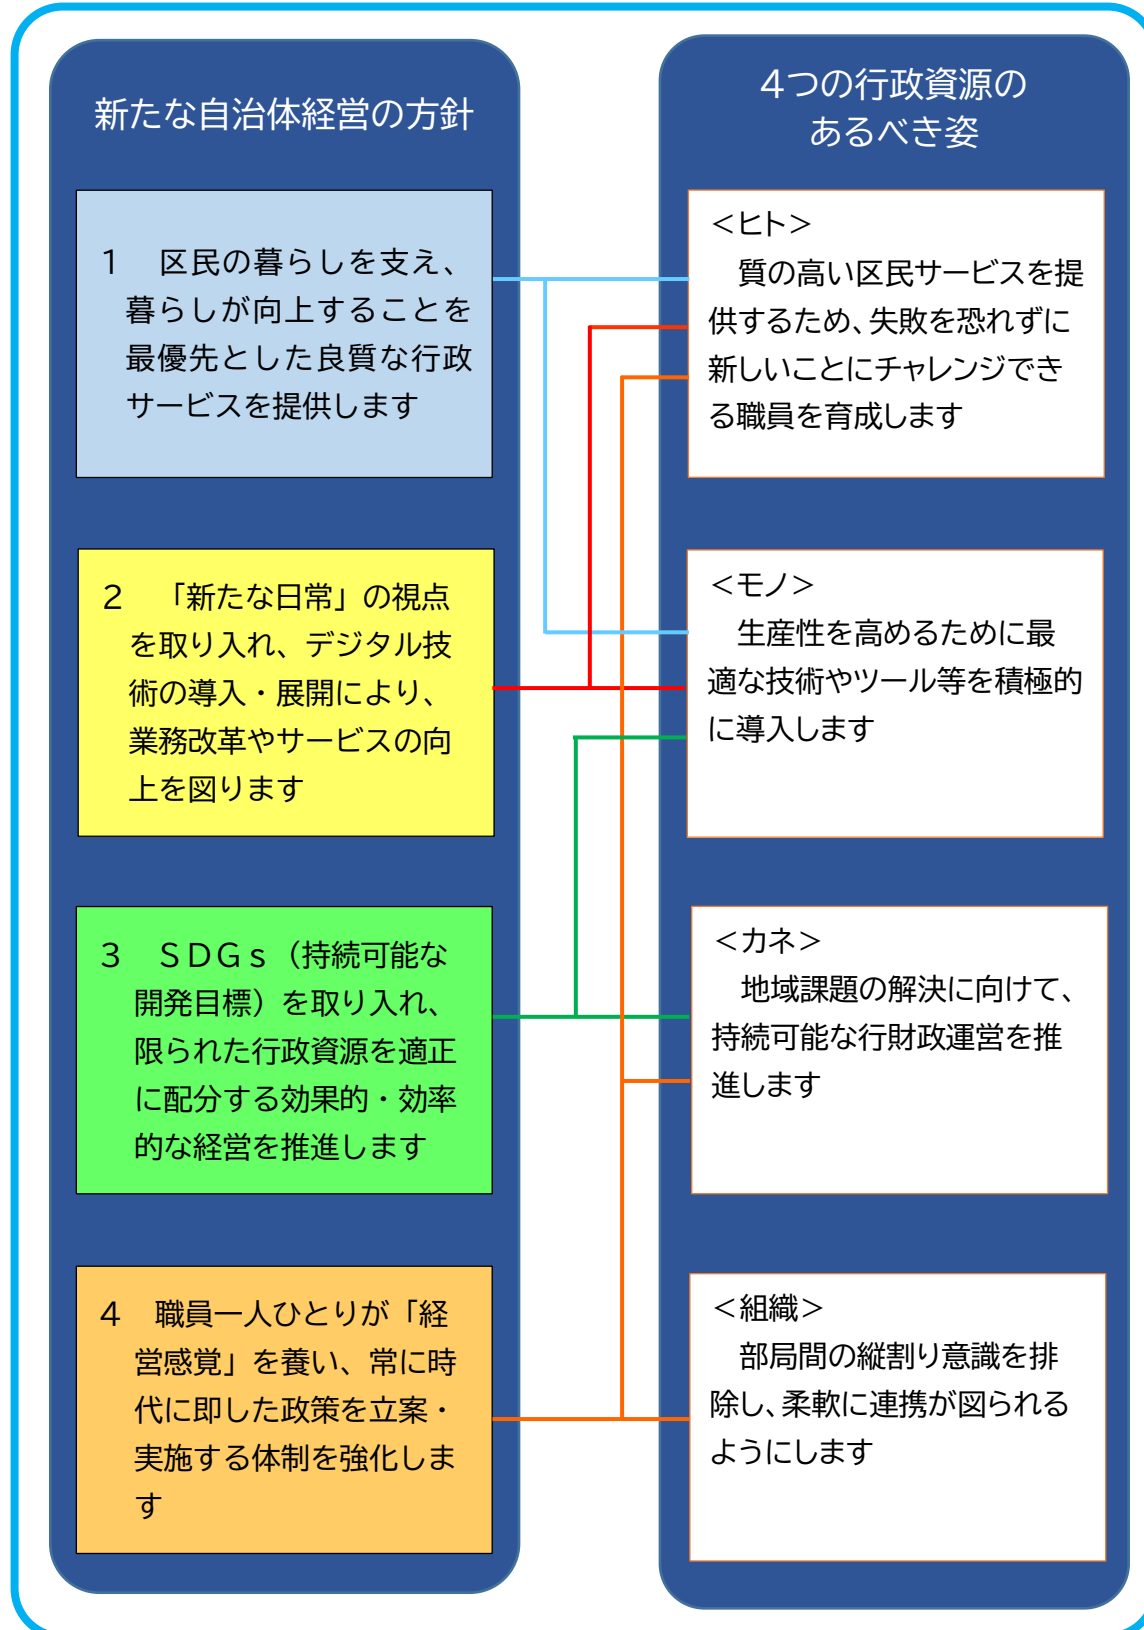 新たな自治体経営の方針
1　区民の暮らしを支え、
暮らしが向上することを
最優先とした良質な行政
サービスを提供します
2　「新たな日常」の視点
を取り入れ、デジタル技
術の導入・展開により、
業務改革やサービスの向
上を図ります
3　ＳＤＧｓ（持続可能な
開発目標）を取り入れ、
限られた行政資源を適正
に配分する効果的・効率
的な経営を推進します
4　職員一人ひとりが「経
営感覚」を養い、常に時
代に即した政策を立案・
実施する体制を強化しま
す
4つの行政資源の
あるべき姿
＜ヒト＞
質の高い区民サービスを提
供するため、失敗を恐れずに
新しいことにチャレンジでき
る職員を育成します
＜モノ＞
生産性を高めるために最
適な技術やツール等を積極的
に導入します
＜カネ＞
地域課題の解決に向けて、
持続可能な行財政運営を推
進します
＜組織＞
部局間の縦割り意識を排
除し、柔軟に連携が図られる
ようにします